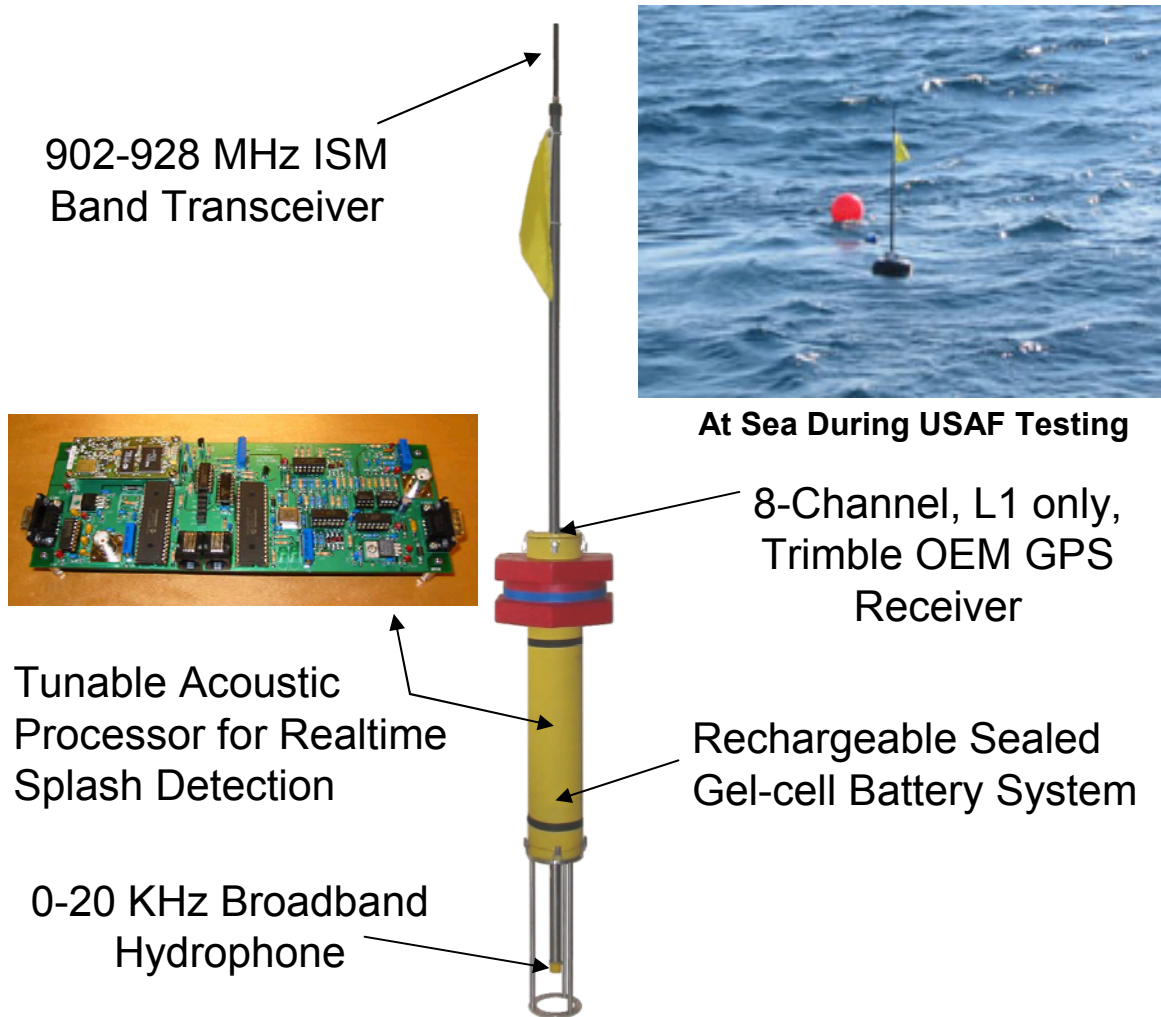 902-928 MHz ISM
Band Transceiver
At Sea During USAF Testing
8-Channel, L1 only,
Trimble OEM GPS
Receiver
Tunable Acoustic
Processor for Realtime
Splash Detection
Rechargeable Sealed
Gel-cell Battery System
0-20 KHz Broadband
Hydrophone